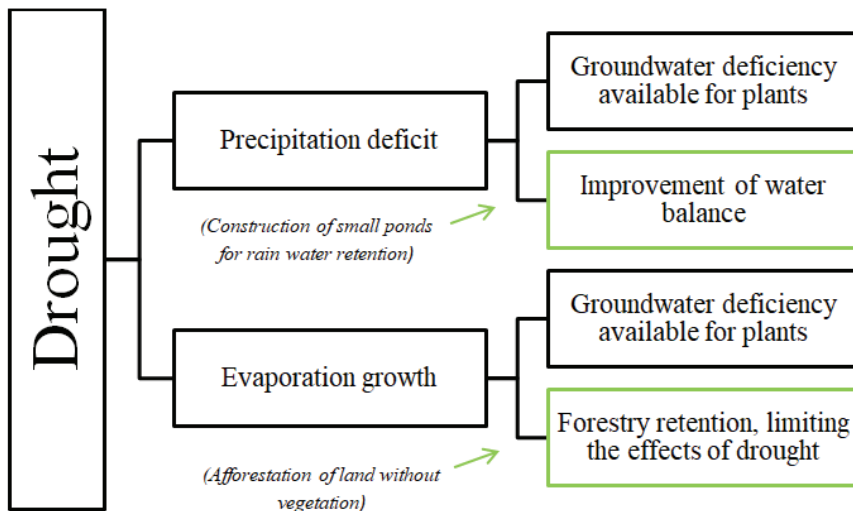 Drought
Precipitation deficit
(Construction of small ponds
for rain water retention)
Groundwater deficiency
available for plants
Improvement of water
balance
Evaporation growth
(Afforestation of land without
vegetation)
Groundwater deficiency
available for plants
Forestry retention, limiting
the effects of drought